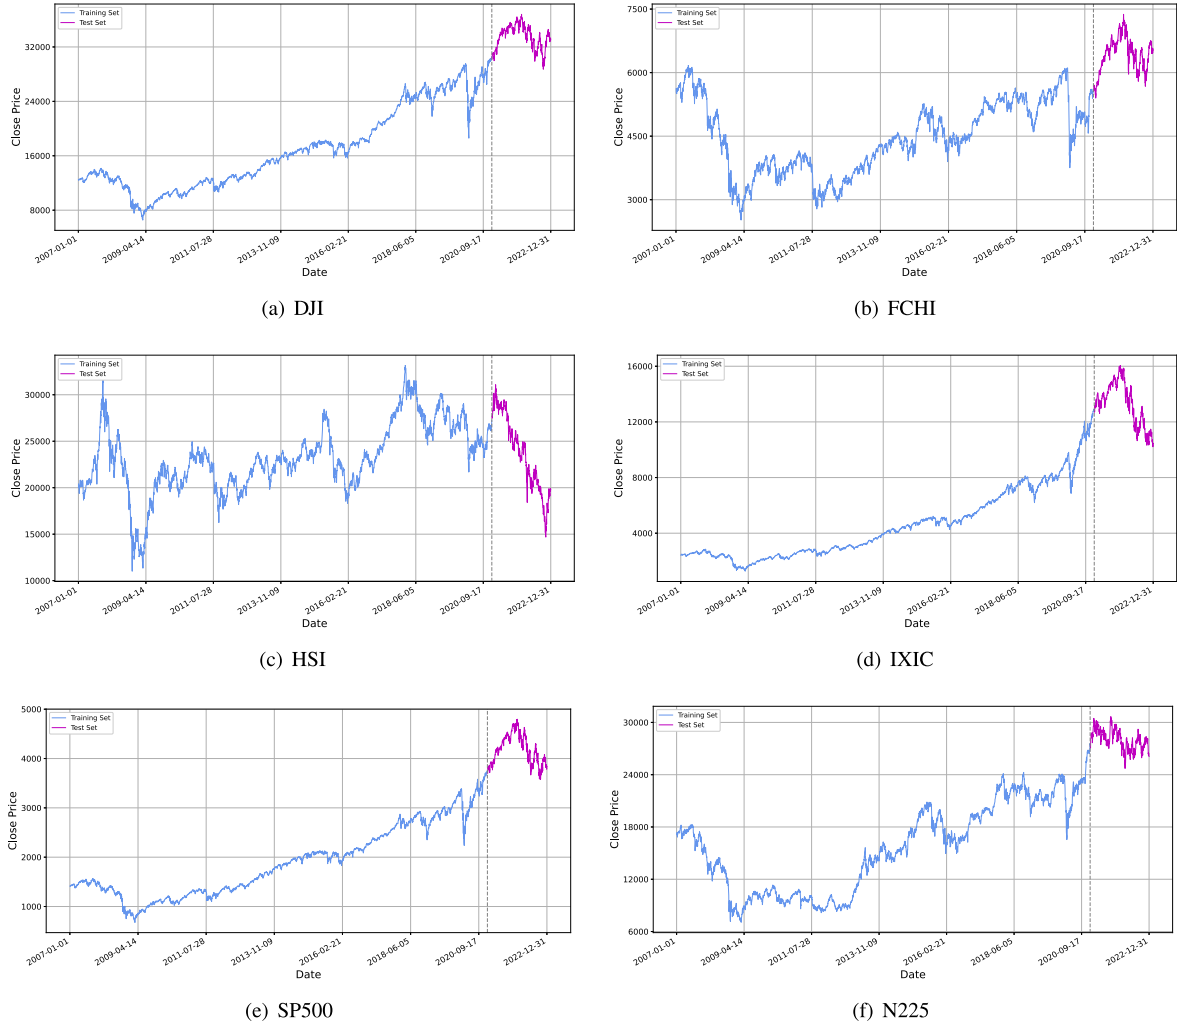 Training Set
Test Set
32000
24000
16000
8000
Close Price
2007-01-01
2009-04-14
2011-07-28
2013-11-09
2016-02-21
2018-06-05
2020-09-17
2022-12-31
Date
(a) DJI
Training Set
Test Set
7500
6000
4500
3000
Close Price
2007-01-01
2009-04-14
2011-07-28
2013-11-09
2016-02-21
2018-06-05
2020-09-17
2022-12-31
Date
(b) FCHI
Training Set
Test Set
30000
25000
20000
15000
10000
Close Price
2007-01-01
2009-04-14
2011-07-28
2013-11-09
2016-02-21
2018-06-05
2020-09-17
2022-12-31
Date
(c) HSI
Training Set
Test Set
16000
12000
8000
4000
Close Price
2007-01-01
2009-04-14
2011-07-28
2013-11-09
2016-02-21
2018-06-05
2020-09-17
2022-12-31
Date
(d) IXIC
Training Set
Test Set
5000
4000
3000
2000
1000
Close Price
2007-01-01
2009-04-14
2011-07-28
2013-11-09
2016-02-21
2018-06-05
2020-09-17
2022-12-31
Date
(e) SP500
Training Set
Test Set
30000
24000
18000
12000
6000
Close Price
2007-01-01
2009-04-14
2011-07-28
2013-11-09
2016-02-21
2018-06-05
2020-09-17
2022-12-31
Date
(f) N225